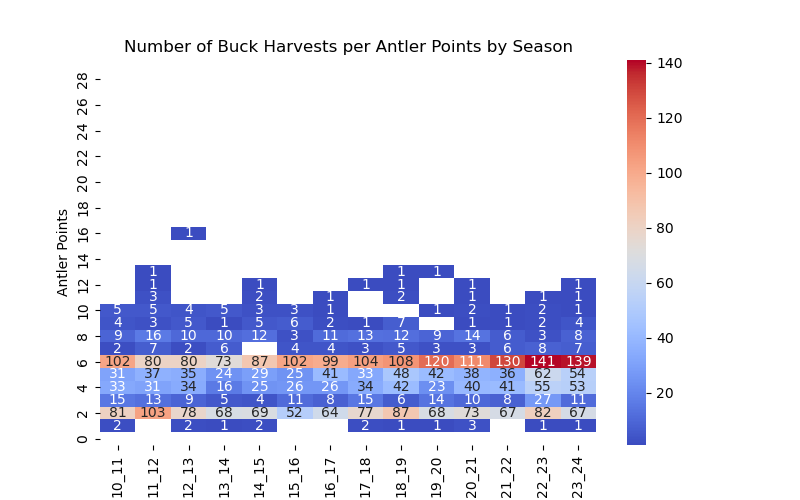 Number of Buck Harvests per Antler Points by Season
Antler Points
28
26
24
22
20
18
16 1
14
1 1 1
12 1 1 1 1 1 1
3 2 1 2 1 1 1
10 5 5 4 5 3 3 1 1 2 1 2 1
4 3 5 1 5 6 2 1 7 1 1 2 4
8 9 16 10 10 12 3 11 13 12 9 14 6 3 8
2 7 2 6 4 4 3 5 3 3 6 8 7
6 102 80 80 73 87 102 99 104 108 120 111 130 141 139
31 37 35 24 29 25 41 33 48 42 38 36 62 54
4 33 31 34 16 25 26 26 34 42 23 40 41 55 53
15 13 9 5 4 11 8 15 6 14 10 8 27 11
2 81 103 78 68 69 52 64 77 87 68 73 67 82 67
2 2 1 2 2 1 1 3 1 1
0
10_11 11_12 12_13 13_14 14_15 15_16 16_17 17_18 18_19 19_20 20_21 21_22 22_23 23_24
140
120
100
80
60
40
20